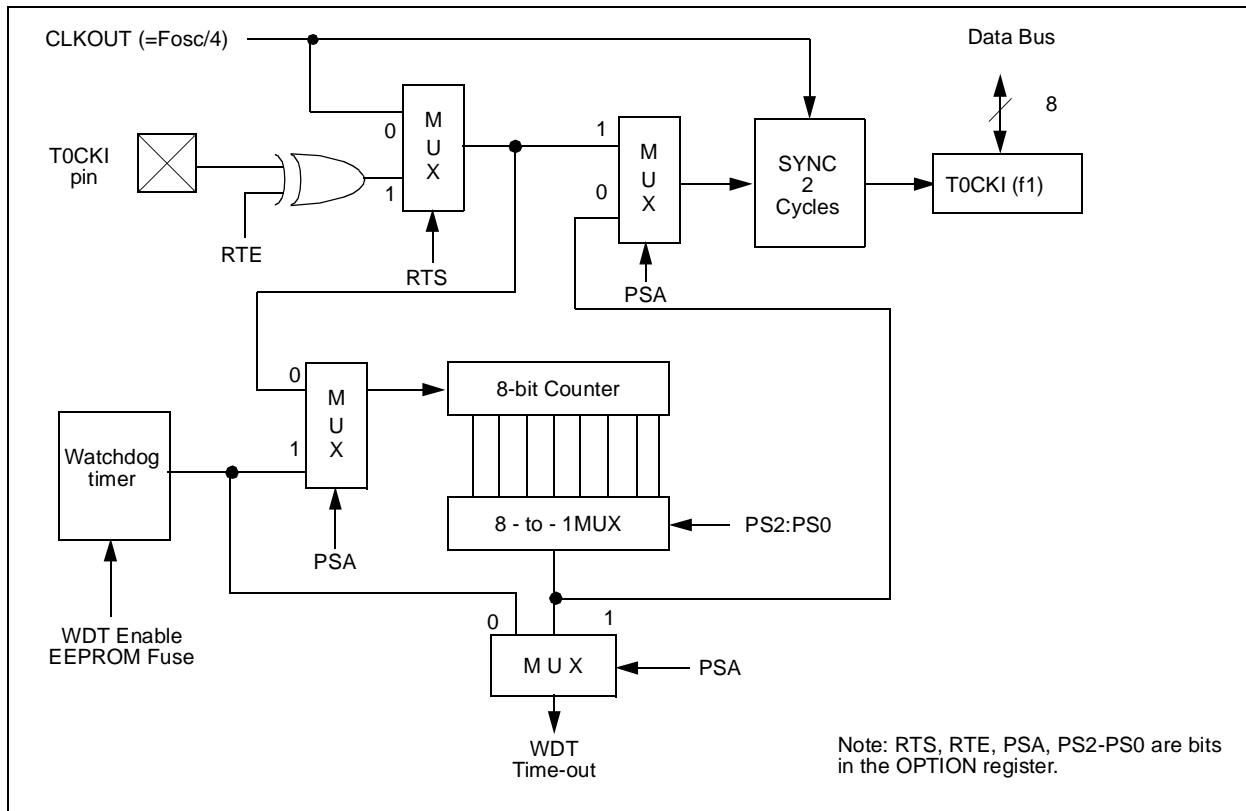 CLKOUT (=Fosc/4)
Data Bus
8
T0CKI
pin
RTE
0
1
M
U
X
RTS
1
0
M
U
X
PSA
SYNC
2
Cycles
T0CKI (f1)
Watchdog
timer
WDT Enable
EEPROM Fuse
0
1
M
U
X
PSA
8-bit Counter
8 - to - 1MUX
PS2:PS0
0
1
M U X
PSA
WDT
Time-out
Note: RTS, RTE, PSA, PS2-PS0 are bits
in the OPTION register.